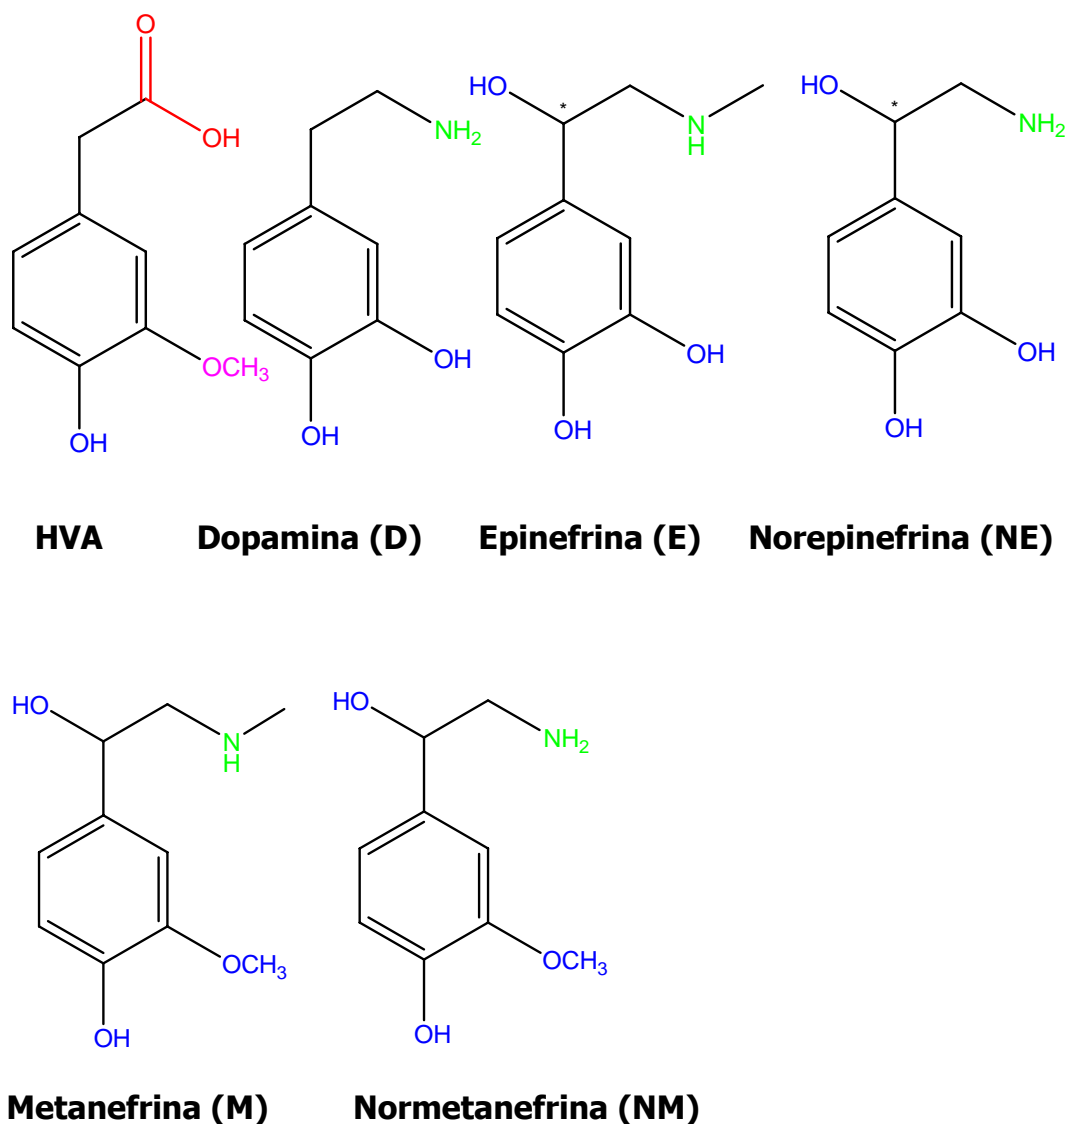 O
OH
OCH3
OH
NH2
OH
OH
HO
*
N
H
OH
OH
HO
*
NH2
OH
OH
HVA
Dopamina (D)
Epinefrina (E)
Norepinefrina (NE)
HO
N
H
OCH3
OH
HO
NH2
OCH3
OH
Metanefrina (M)
Normetanefrina (NM)